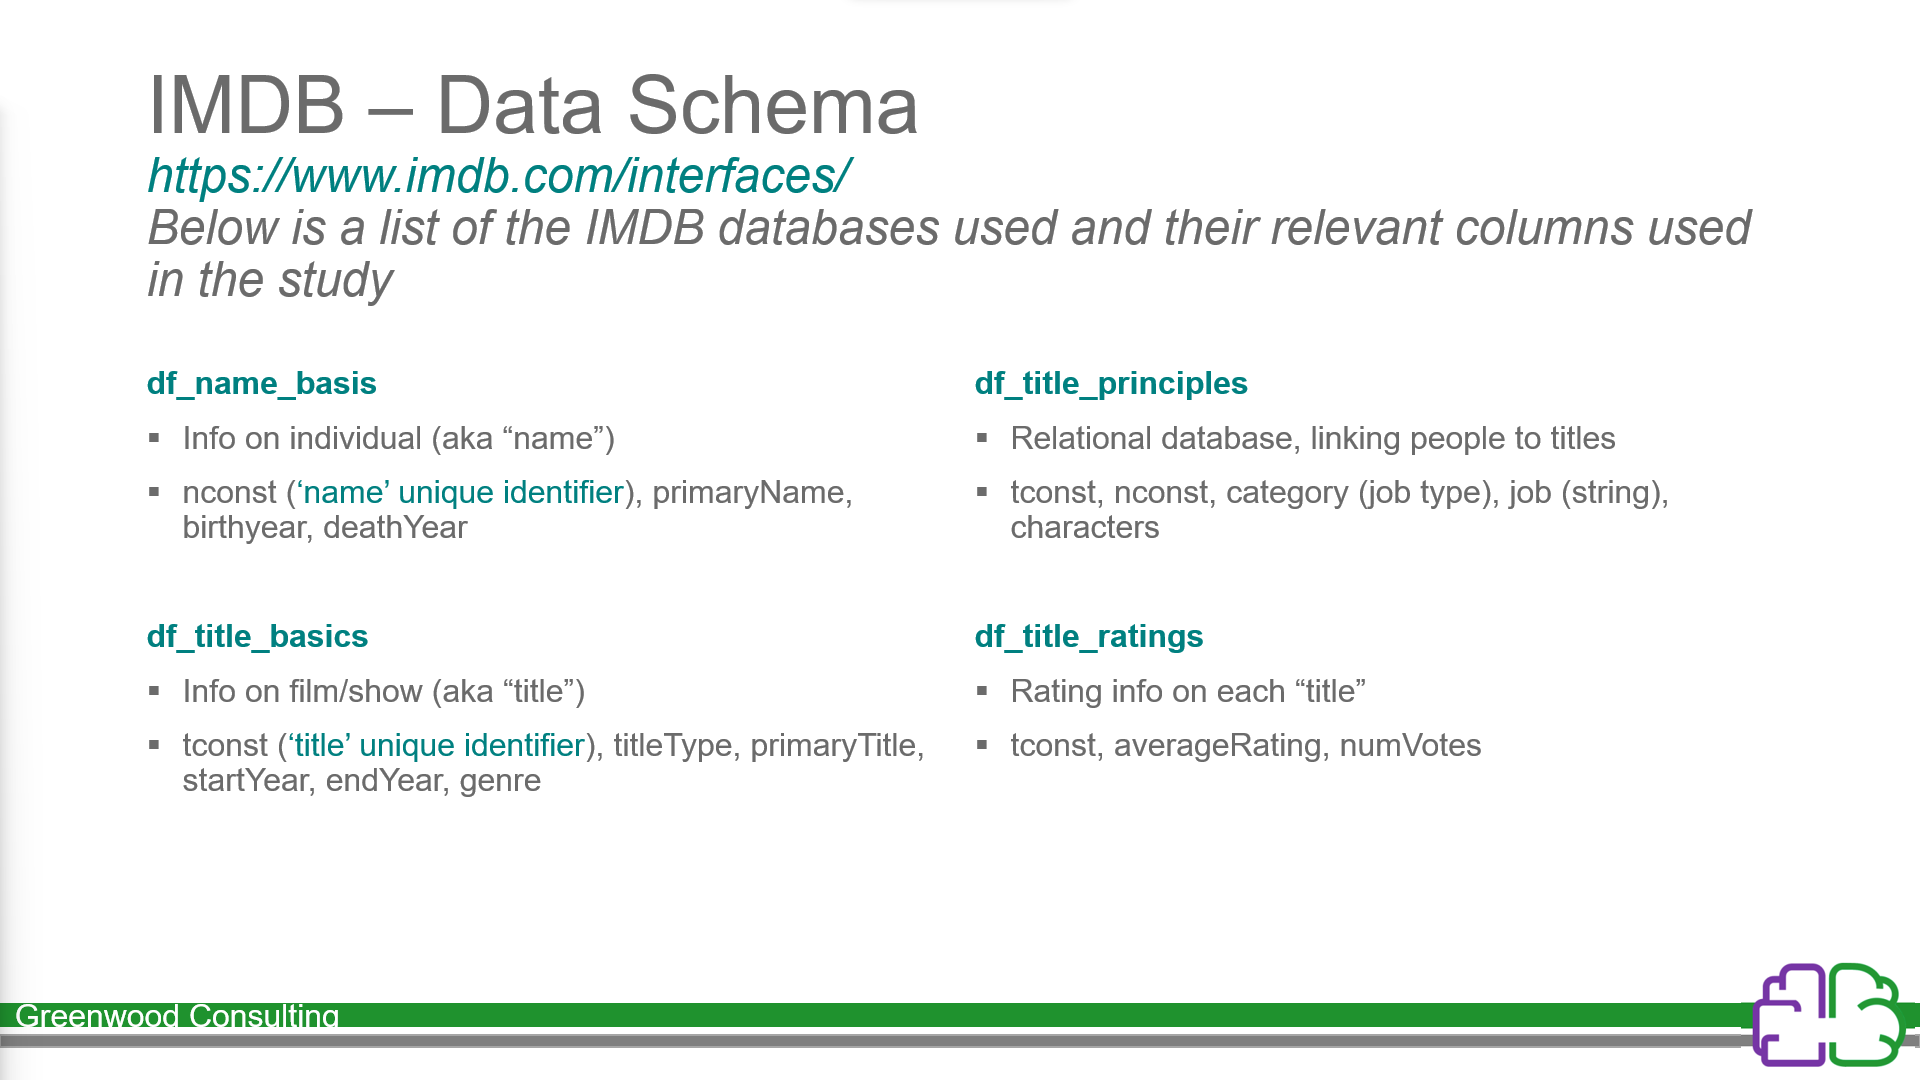 IMDB – Data Schema
https://www.imdb.com/interfaces/
Below is a list of the IMDB databases used and their relevant columns used
in the study
df_name_basis
▪ Info on individual (aka “name”)
▪ nconst (‘name’ unique identifier), primaryName,
birthyear, deathYear
df_title_basics
▪ Info on film/show (aka “title”)
▪ tconst (‘title’ unique identifier), titleType, primaryTitle,
startYear, endYear, genre
df_title_principles
▪ Relational database, linking people to titles
▪ tconst, nconst, category (job type), job (string),
characters
df_title_ratings
▪ Rating info on each “title”
▪ tconst, averageRating, numVotes
Greenwood Consulting